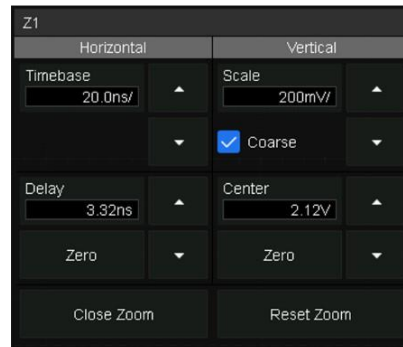 Z1
Horizontal Vertical
Timebase Scale
20.0ns/ 200mV/
Coarse
Delay Center
3.32ns 2.12V
Zero Zero
Close Zoom Reset Zoom